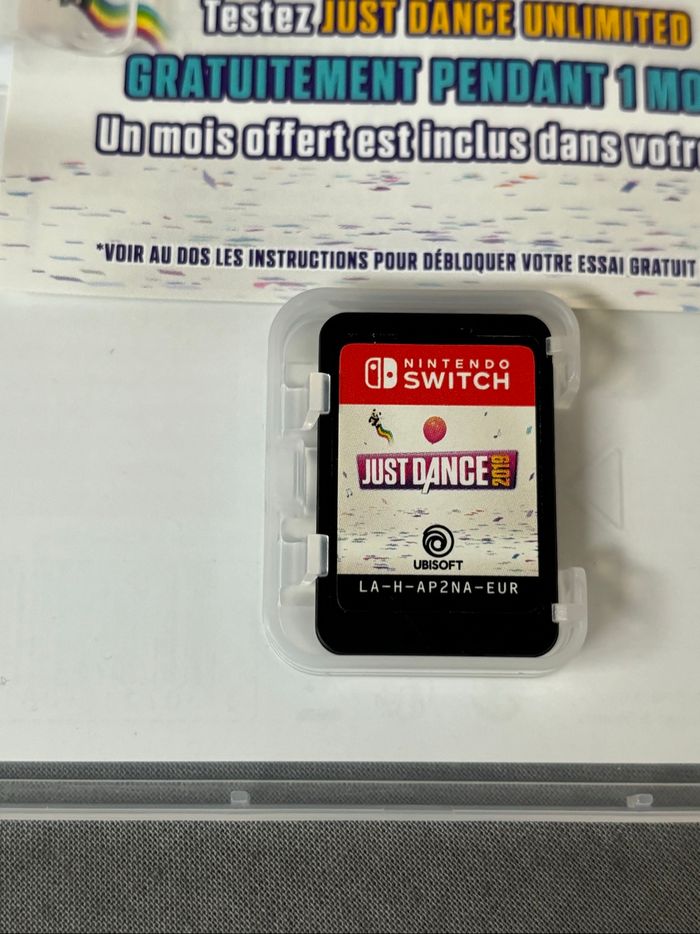 Testez JUST DANCE UNLIMITED
GRATUITEMENT PENDANT 1
Un mois offert est inclus dans
*VOIR AU DOS LES INSTRUCTIONS POUR DÉBLOQUER VOTRE ESSAI GRATUIT
NINTENDO
SWITCH
JUST DANCE 2019
UBISOFT
LA-H-AP2NA-EUR